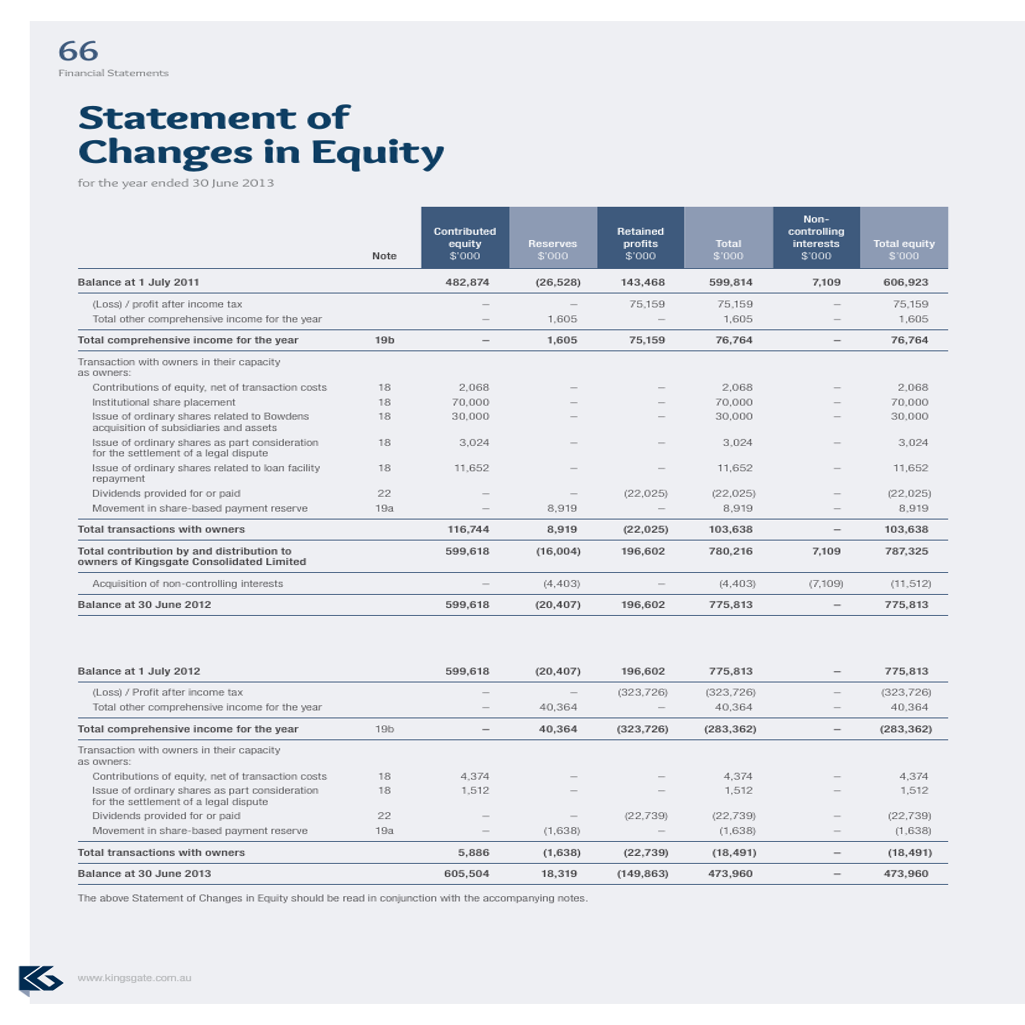 66
Financial Statements
Statement of
Changes in Equity
for the year ended 30 June 2013
Note Contributed equity $'000 Reserves $'000 Retained profits $'000 Total $'000 Non-controlling interests $'000 Total equity $'000
Balance at 1 July 2011 482,874 (26,528) 143,468 599,814 7,109 606,923
(Loss) / profit after income tax – – 75,159 75,159 – 75,159
Total other comprehensive income for the year – 1,605 – 1,605 – 1,605
Total comprehensive income for the year 19b – 1,605 75,159 76,764 – 76,764
Transaction with owners in their capacity
as owners:
Contributions of equity, net of transaction costs 18 2,068 – – 2,068 – 2,068
Institutional share placement 18 70,000 – – 70,000 – 70,000
Issue of ordinary shares related to Bowdens 18 30,000 – – 30,000 – 30,000
acquisition of subsidiaries and assets
Issue of ordinary shares as part consideration 18 3,024 – – 3,024 – 3,024
for the settlement of a legal dispute
Issue of ordinary shares related to loan facility 18 11,652 – – 11,652 – 11,652
repayment
Dividends provided for or paid 22 – – (22,025) (22,025) – (22,025)
Movement in share-based payment reserve 19a – 8,919 – 8,919 – 8,919
Total transactions with owners 116,744 8,919 (22,025) 103,638 – 103,638
Total contribution by and distribution to 599,618 (16,004) 196,602 780,216 7,109 787,325
owners of Kingsgate Consolidated Limited
Acquisition of non-controlling interests – (4,403) – (4,403) (7,109) (11,512)
Balance at 30 June 2012 599,618 (20,407) 196,602 775,813 – 775,813
Balance at 1 July 2012 599,618 (20,407) 196,602 775,813 – 775,813
(Loss) / Profit after income tax – – (323,726) (323,726) – (323,726)
Total other comprehensive income for the year – 40,364 – 40,364 – 40,364
Total comprehensive income for the year 19b – 40,364 (323,726) (283,362) – (283,362)
Transaction with owners in their capacity
as owners:
Contributions of equity, net of transaction costs 18 4,374 – – 4,374 – 4,374
Issue of ordinary shares as part consideration 18 1,512 – – 1,512 – 1,512
for the settlement of a legal dispute
Dividends provided for or paid 22 – – (22,739) (22,739) – (22,739)
Movement in share-based payment reserve 19a – (1,638) – (1,638) – (1,638)
Total transactions with owners 5,886 (1,638) (22,739) (18,491) – (18,491)
Balance at 30 June 2013 605,504 18,319 (149,863) 473,960 – 473,960
The above Statement of Changes in Equity should be read in conjunction with the accompanying notes.
www.kingsgate.com.au